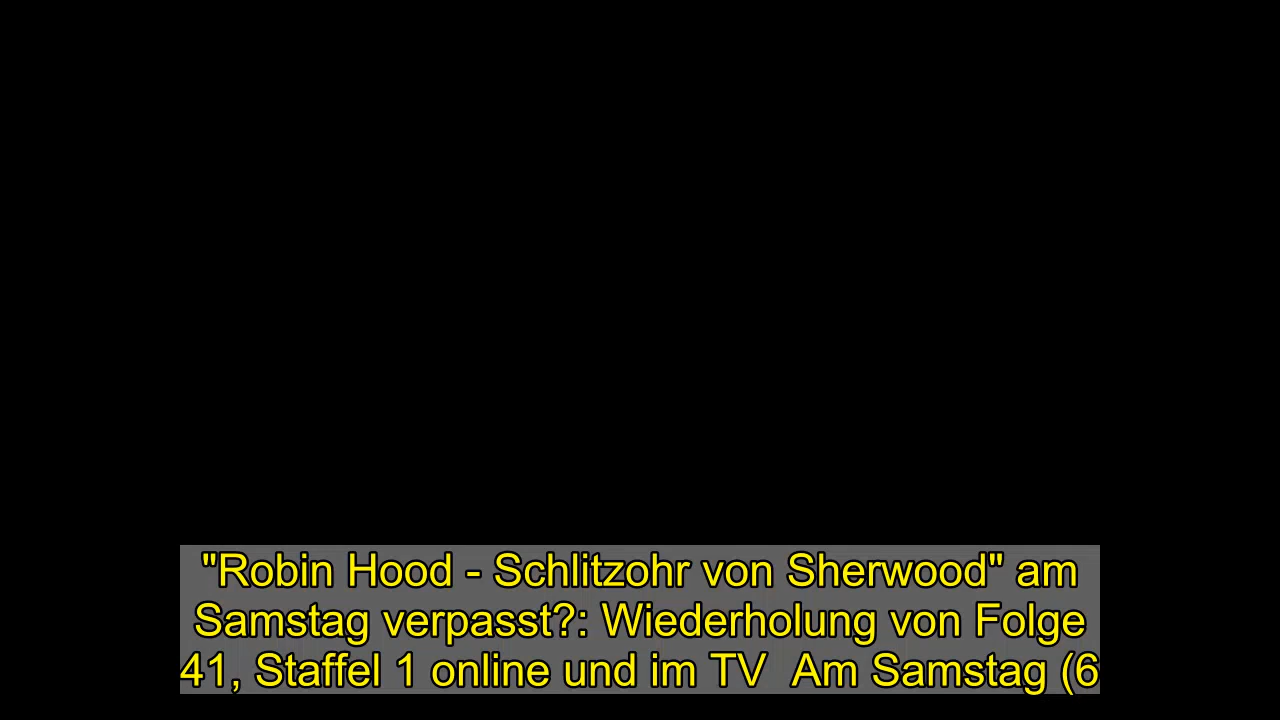 "Robin Hood - Schlitzohr von Sherwood" am
Samstag verpasst?: Wiederholung von Folge
41, Staffel 1 online und im TV  Am Samstag (6